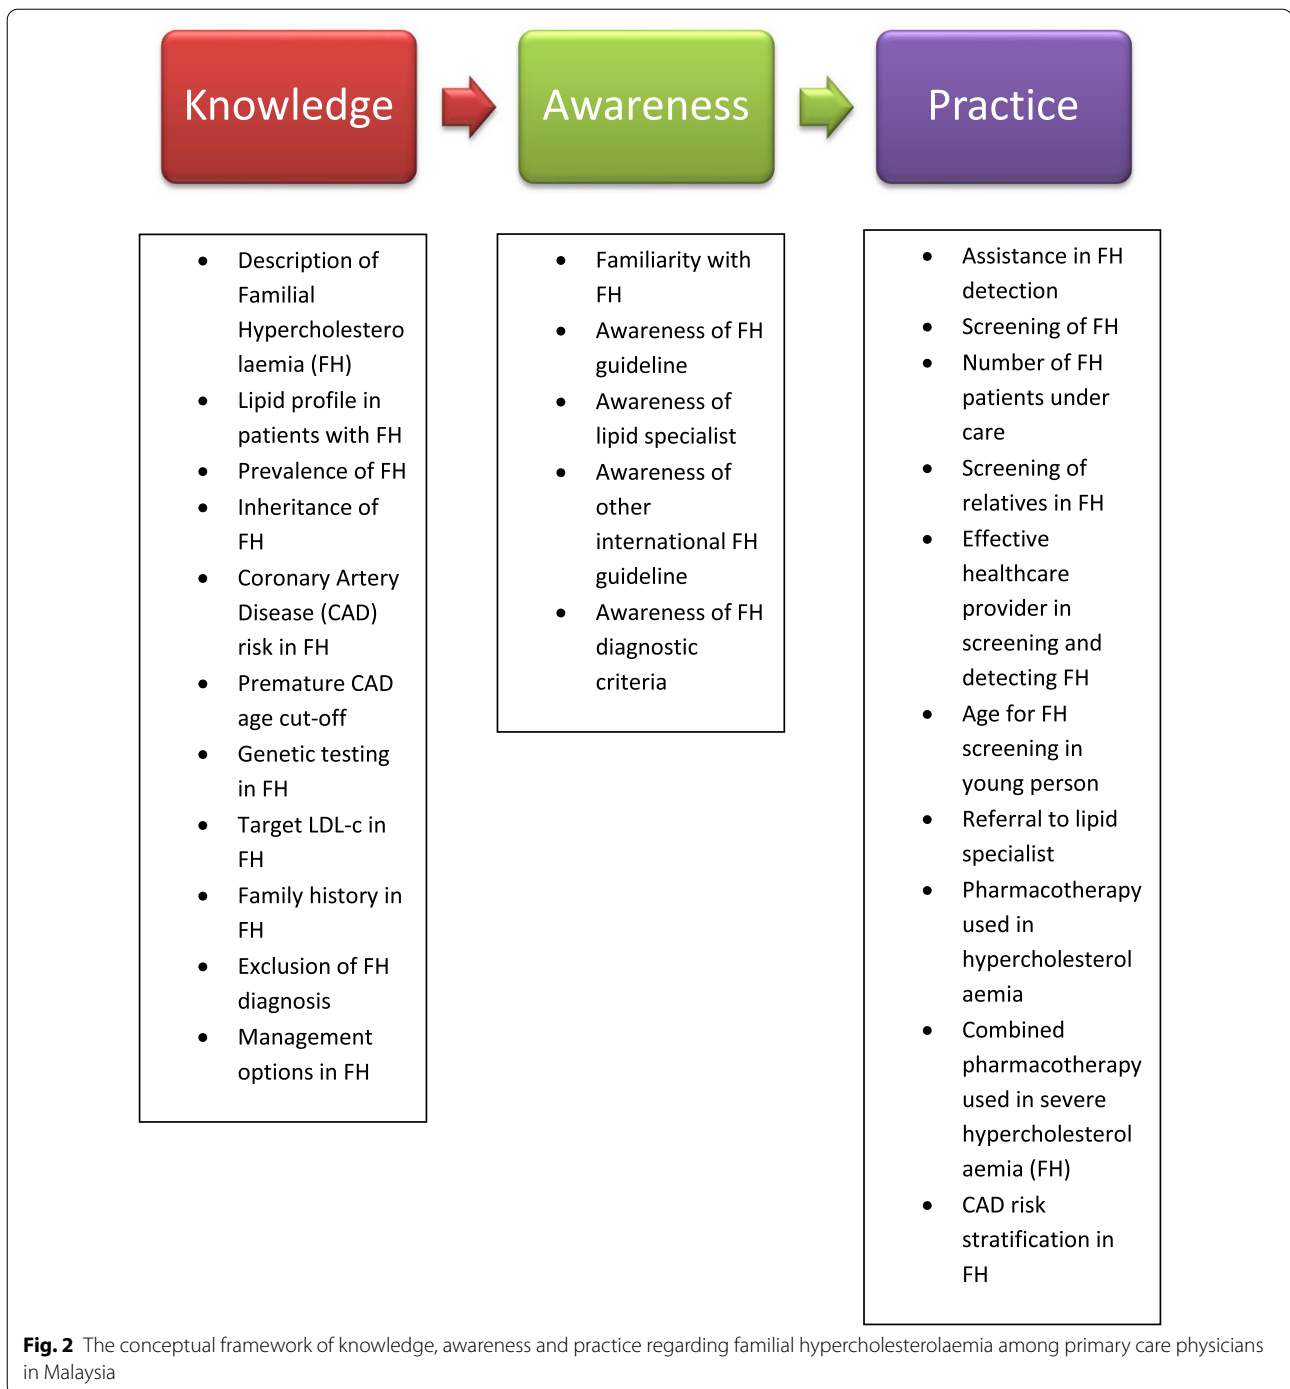 Knowledge
Awareness
Practice
• Description of
Familial
Hypercholestero
laemia (FH)
• Lipid profile in
patients with FH
• Prevalence of FH
• Inheritance of
FH
• Coronary Artery
Disease (CAD)
risk in FH
• Premature CAD
age cut-off
• Genetic testing
in FH
• Target LDL-c in
FH
• Family history in
FH
• Exclusion of FH
diagnosis
• Management
options in FH
• Familiarity with
FH
• Awareness of FH
guideline
• Awareness of
lipid specialist
• Awareness of
other
international FH
guideline
• Awareness of FH
diagnostic
criteria
• Assistance in FH
detection
• Screening of FH
• Number of FH
patients under
care
• Screening of
relatives in FH
• Effective
healthcare
provider in
screening and
detecting FH
• Age for FH
screening in
young person
• Referral to lipid
specialist
• Pharmacotherapy
used in
hypercholesterol
aemia
• Combined
pharmacotherapy
used in severe
hypercholesterol
aemia (FH)
• CAD risk
stratification in
FH
Fig. 2 The conceptual framework of knowledge, awareness and practice regarding familial hypercholesterolaemia among primary care physicians
in Malaysia